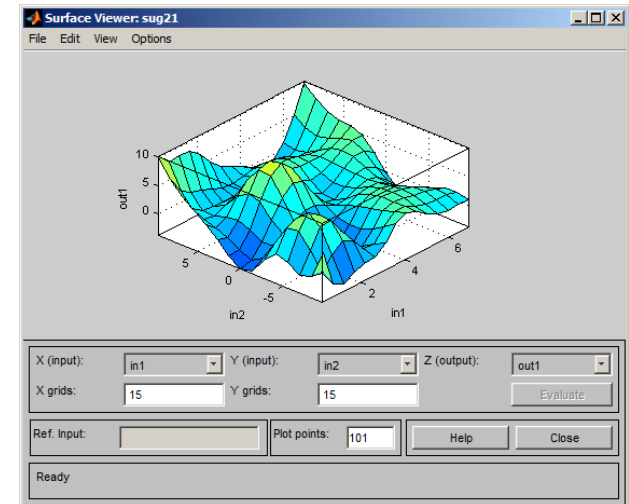 Surface Viewer: sug21
File Edit View Options
10
5
0
out1
5
0
-5
in2
2
4
6
in1
X (input): in1 Y (input): in2 Z (output): out1
X grids: 15 Y grids: 15 Evaluate
Ref. Input: Plot points: 101 Help Close
Ready